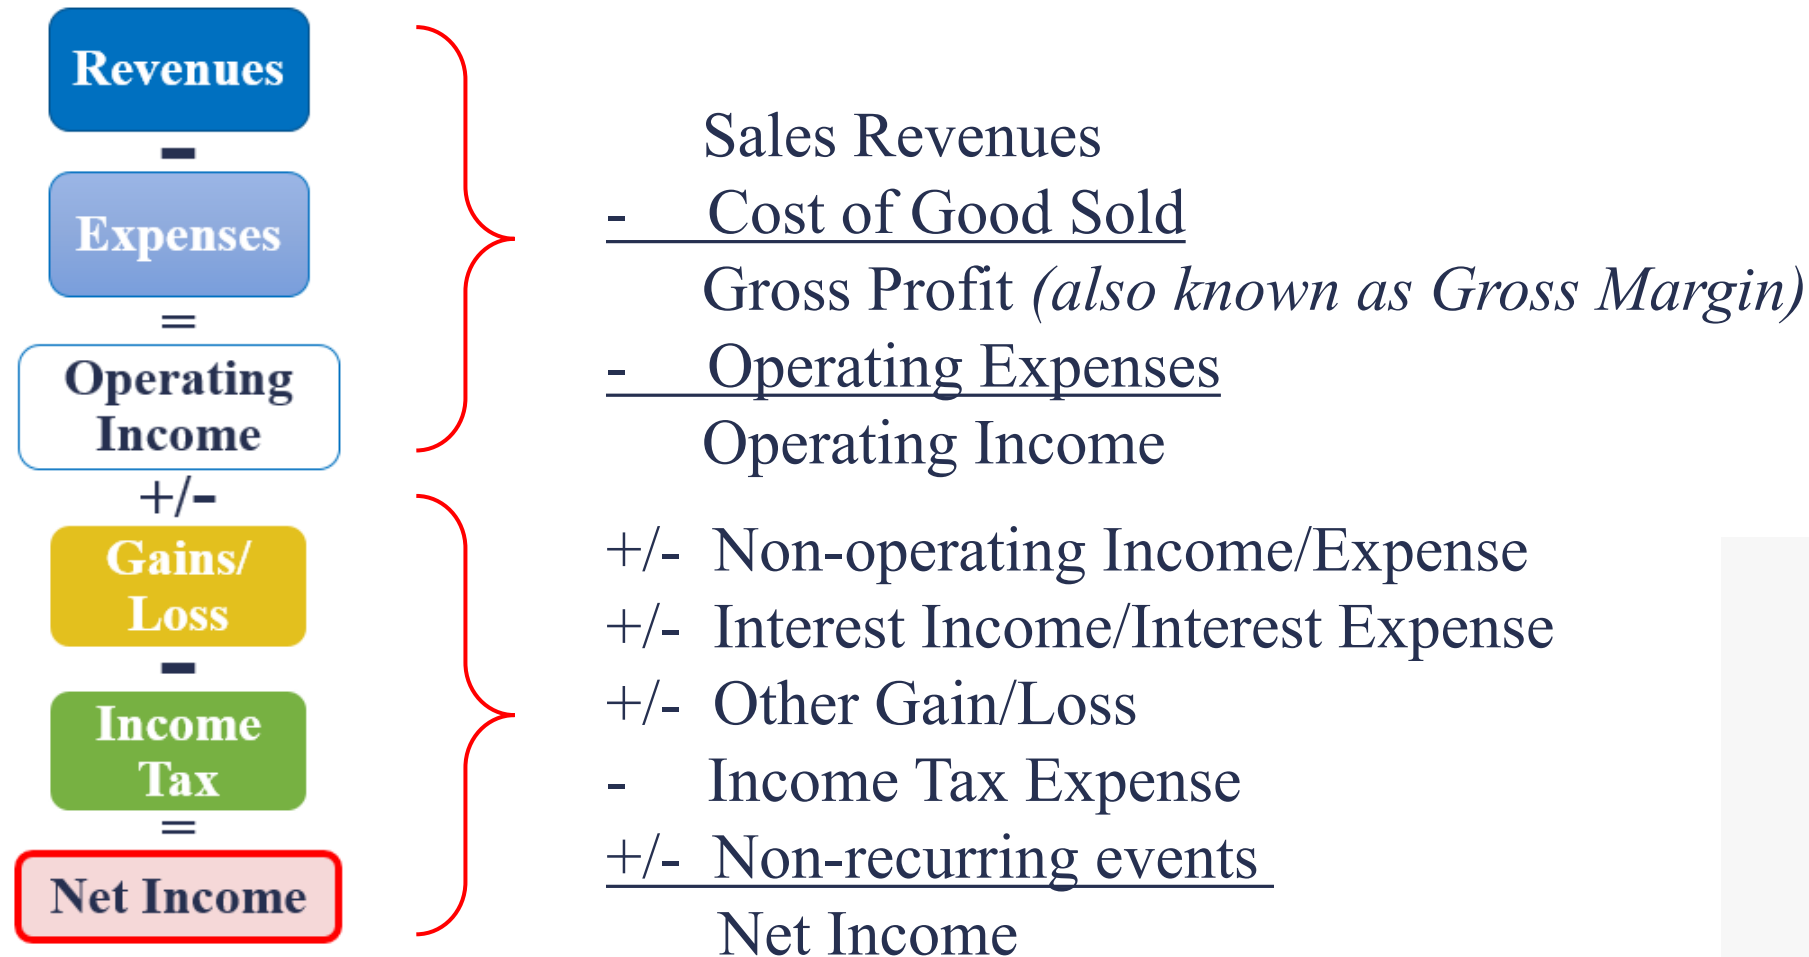 Revenues
-
Expenses
=
Operating
Income
+/-
Gains/
Loss
-
Income
Tax
=
Net Income
Sales Revenues
- Cost of Good Sold
Gross Profit (also known as Gross Margin)
- Operating Expenses
Operating Income
+/- Non-operating Income/Expense
+/- Interest Income/Interest Expense
+/- Other Gain/Loss
- Income Tax Expense
+/- Non-recurring events
Net Income